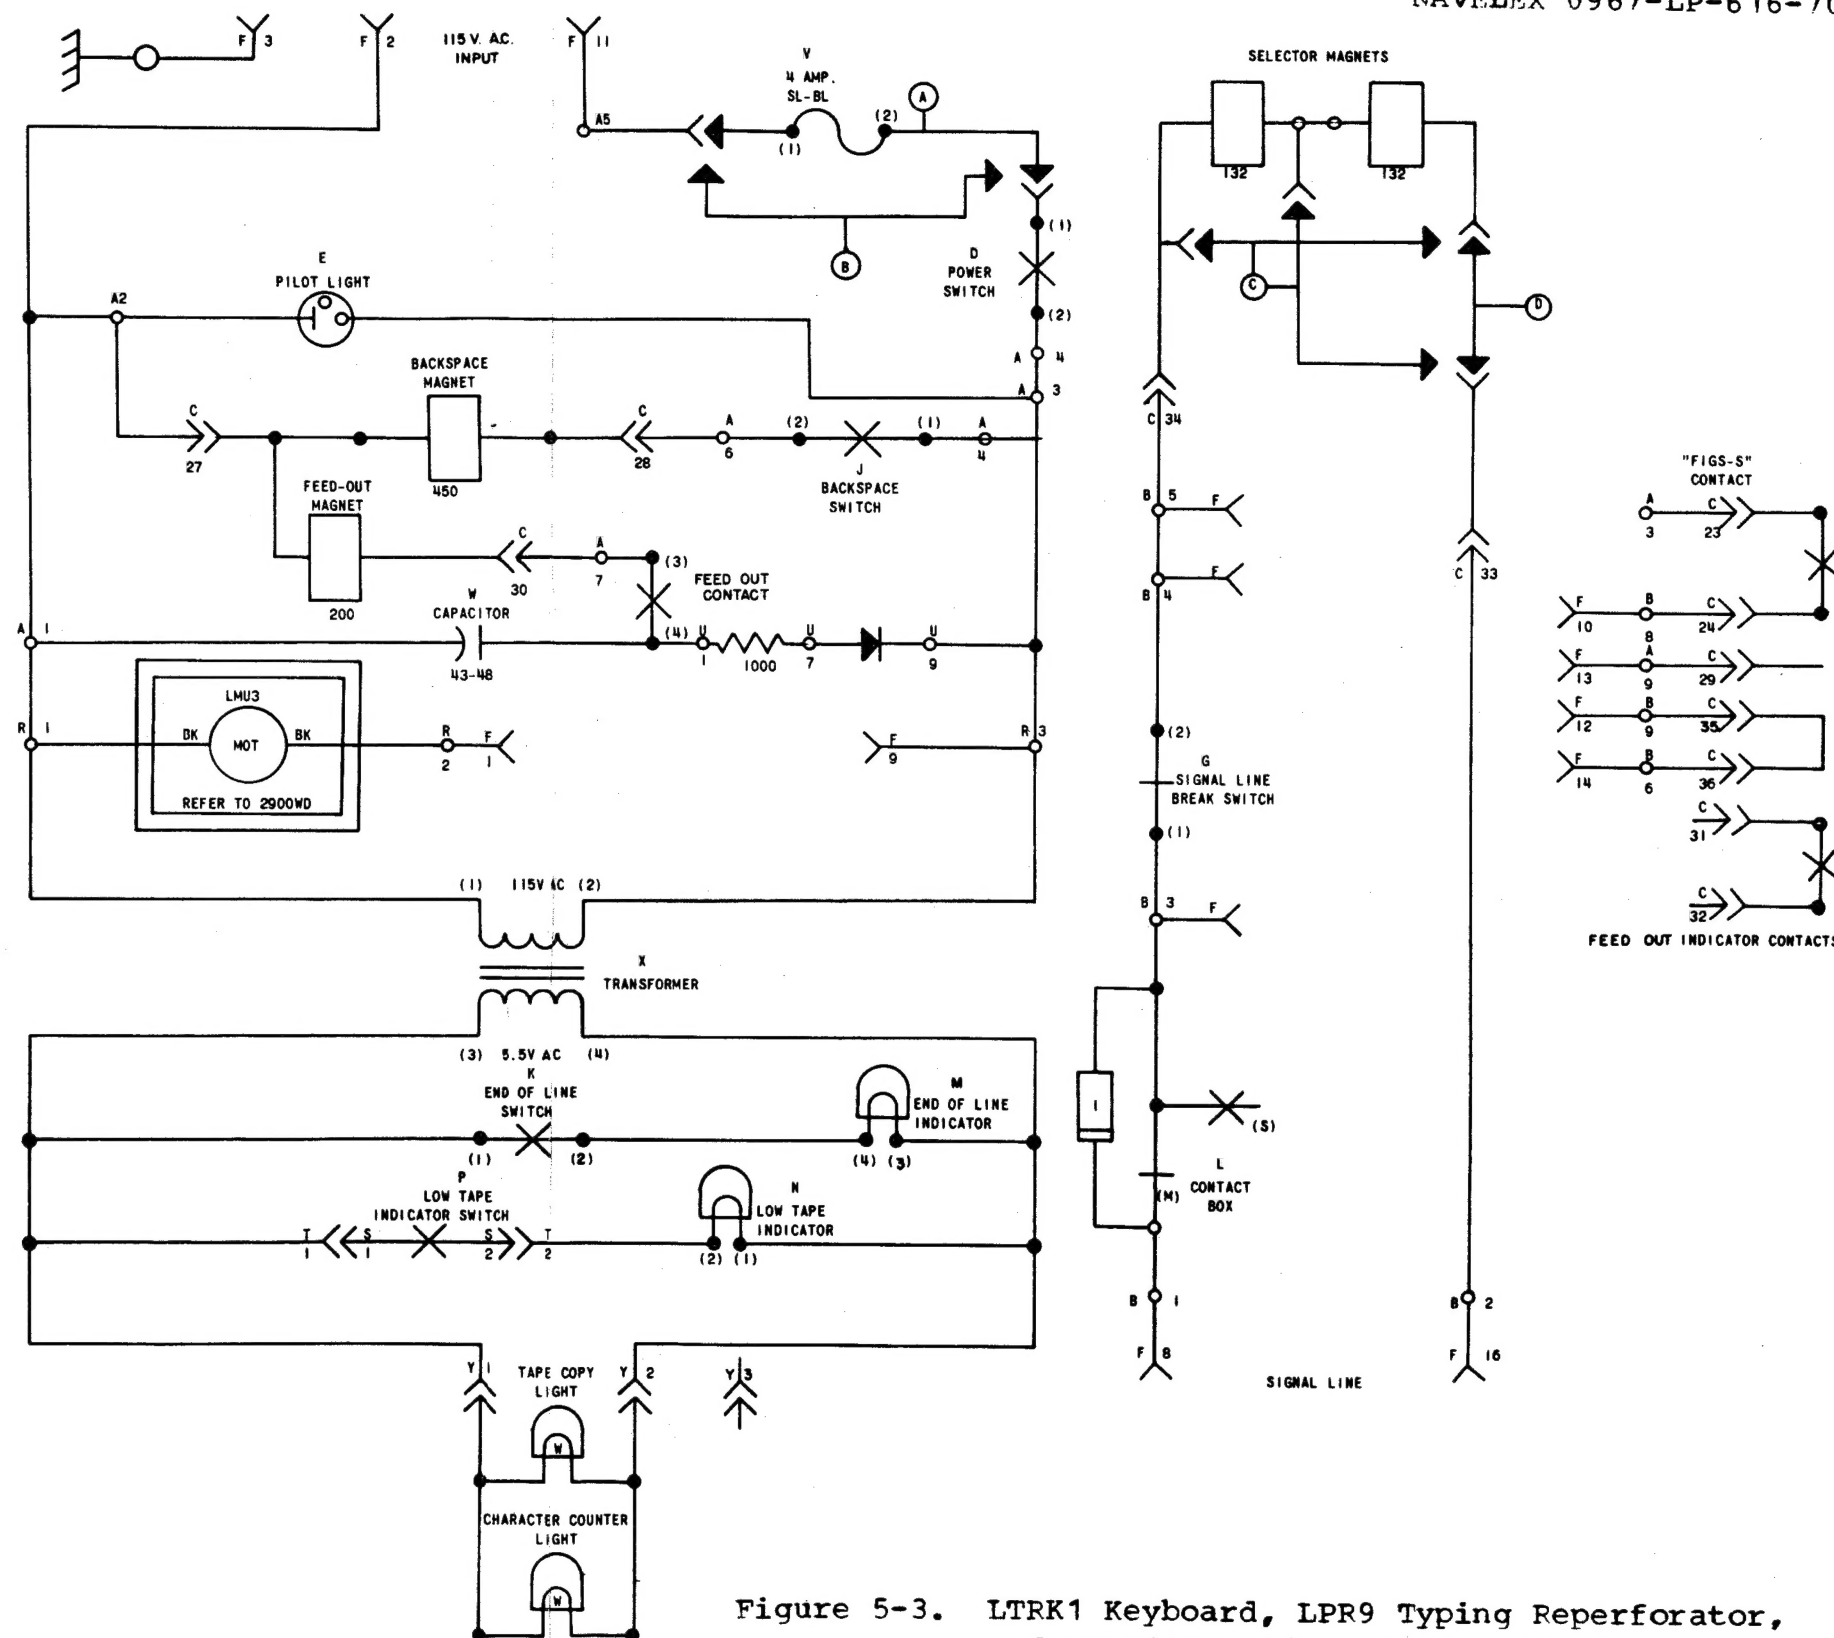 NAVELEX 0967-LP-616-70
F 3
F 2
115 V. A.C.
INPUT
F 11
V
4 AMP.
SL-BL
A5
(1)
(2)
A
B
D
POWER
SWITCH
(1)
(2)
A 4
A 3
E
PILOT LIGHT
A2
BACKSPACE
MAGNET
450
C
27
C
28
A
6
(2)
(1)
A
4
J
BACKSPACE
SWITCH
FEED-OUT
MAGNET
200
C
30
A
7
(3)
FEED OUT
CONTACT
(4)
W
CAPACITOR
43-48
A 1
U
1
1000
U
7
U
9
R 1
LMU3
BK
MOT
BK
REFER TO 2900WD
R
2
F
1
F
9
R 3
(1) 115V AC (2)
X
TRANSFORMER
(3) 5.5V AC (4)
K
END OF LINE
SWITCH
(1)
(2)
M
END OF LINE
INDICATOR
(4) (3)
P
LOW TAPE
INDICATOR SWITCH
T
1
S
1
S
2
T
2
N
LOW TAPE
INDICATOR
(2) (1)
Y 1
TAPE COPY
LIGHT
Y 2
Y 3
W
CHARACTER COUNTER
LIGHT
W
SELECTOR MAGNETS
132
132
C
D
C 34
B 5
F
B 4
F
C 33
(2)
G
SIGNAL LINE
BREAK SWITCH
(1)
B 3
F
1
(S)
L
CONTACT
BOX
(M)
B 1
F 8
B 2
F 16
SIGNAL LINE
"FIGS-S"
CONTACT
A
3
C
23
F
10
B
8
C
24
F
13
A
9
C
29
F
12
B
9
C
35
F
14
B
6
C
36
C
31
C
32
FEED OUT INDICATOR CONTACTS
Figure 5-3. LTRK1 Keyboard, LPR9 Typing Reperforator,